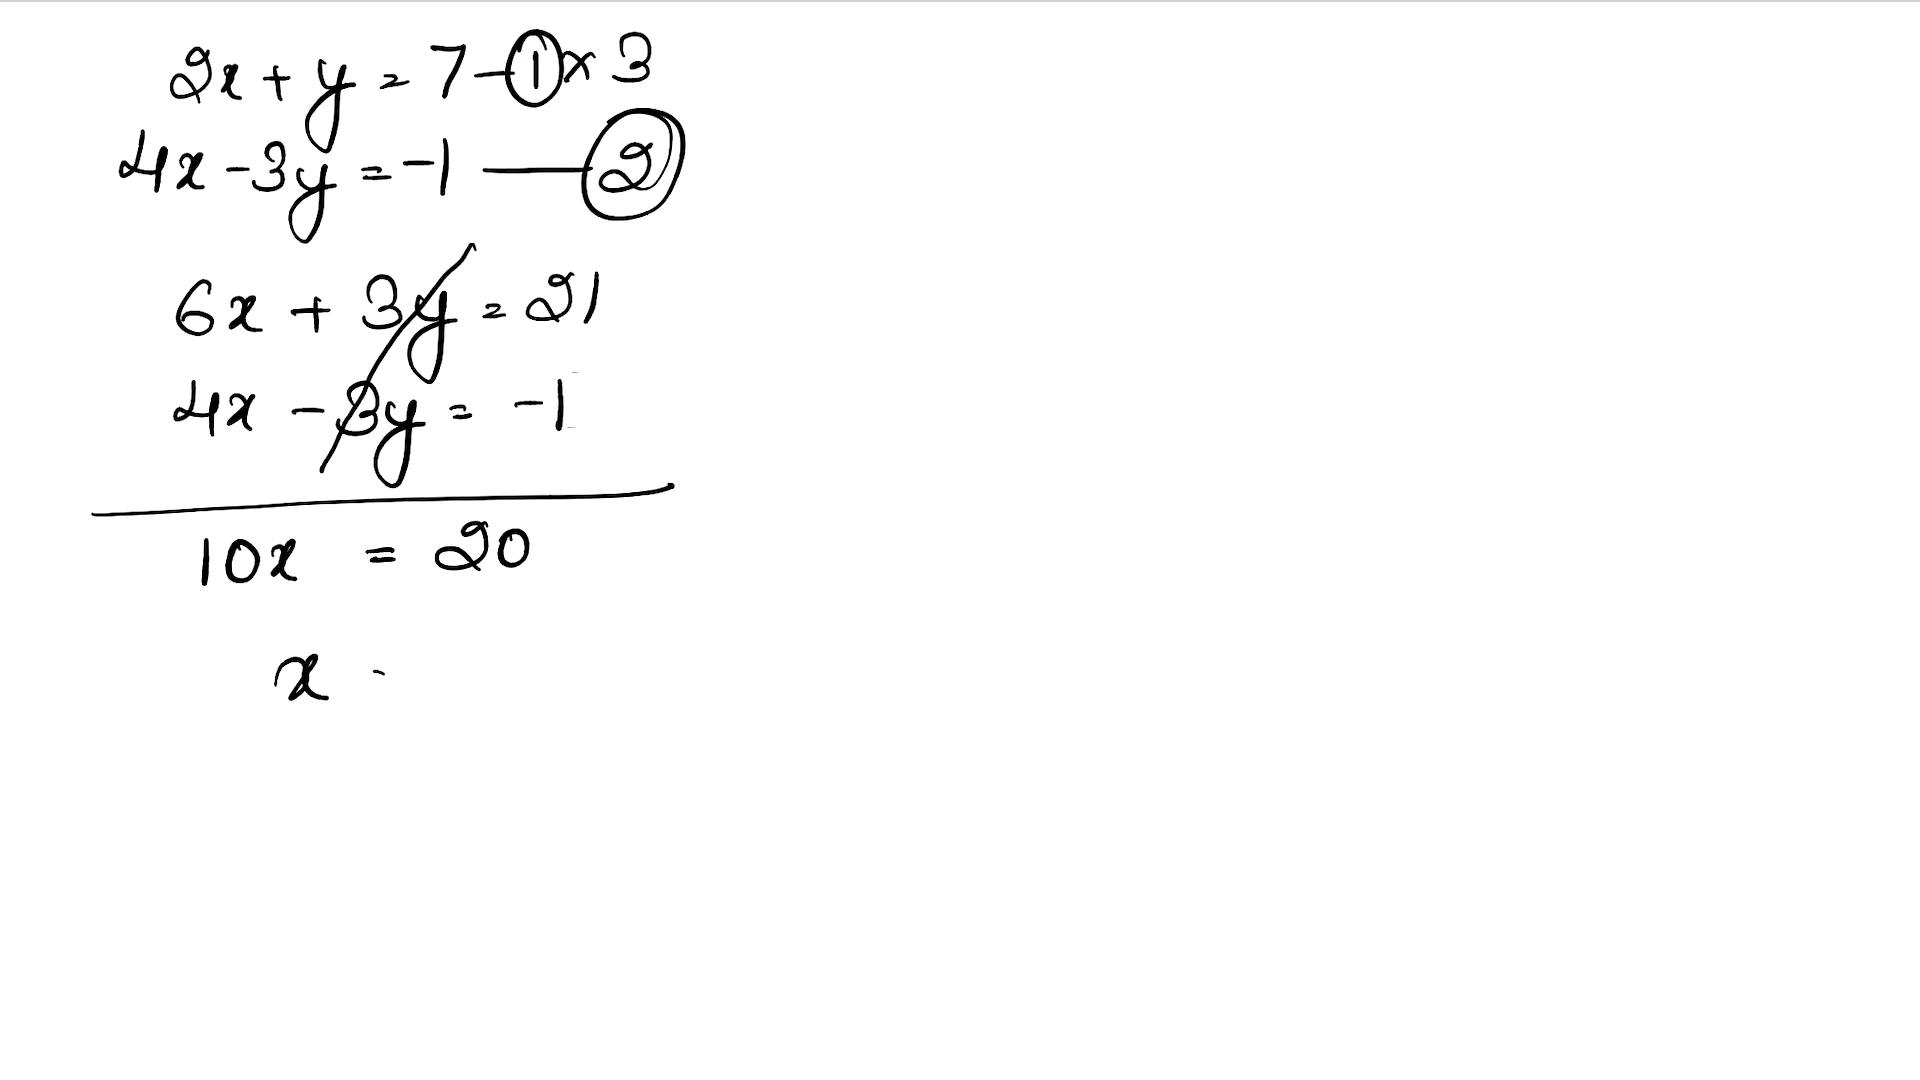 2x + y = 7 — ① × 3
4x - 3y = -1 — ②
6x + 3y = 21
4x - 3y = -1
10x = 20
x -